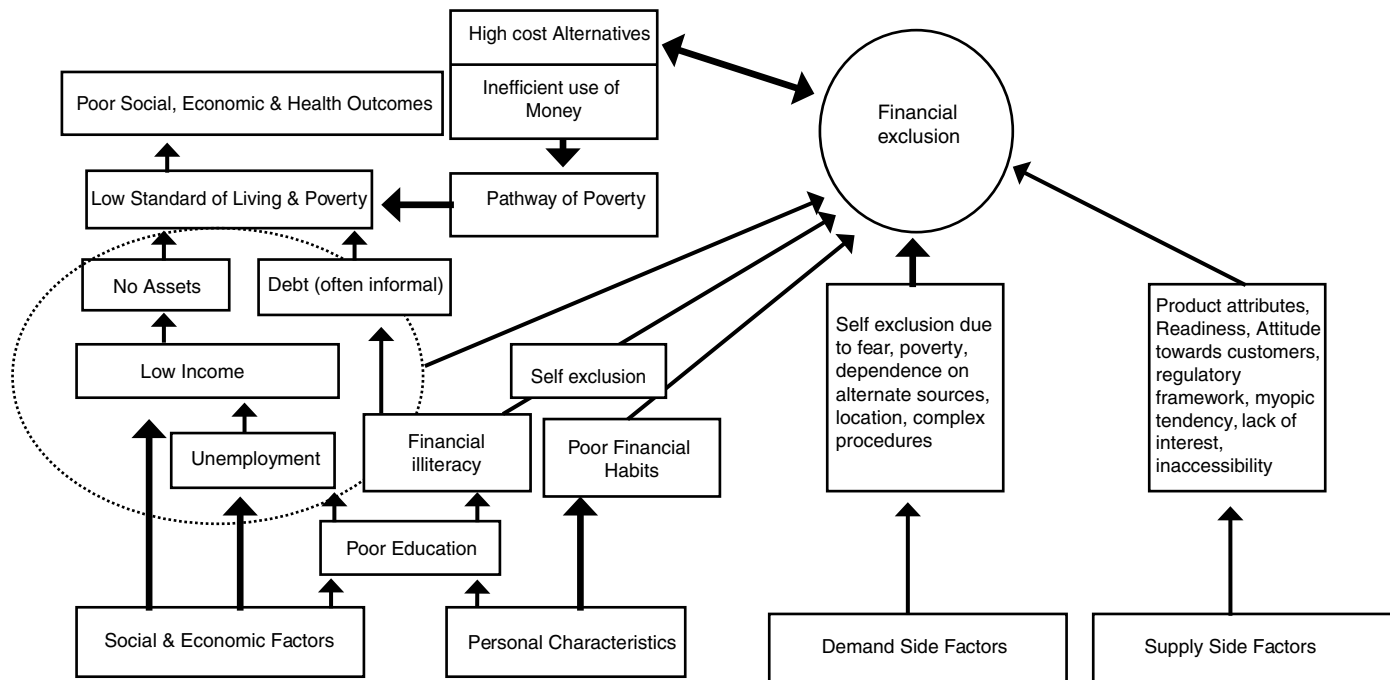 High cost Alternatives
Inefficient use of
Money
Financial
exclusion
Poor Social, Economic & Health Outcomes
Low Standard of Living & Poverty
Pathway of Poverty
No Assets
Debt (often informal)
Low Income
Self exclusion
Unemployment
Financial
illiteracy
Poor Financial
Habits
Self exclusion due
to fear, poverty,
dependence on
alternate sources,
location, complex
procedures
Product attributes,
Readiness, Attitude
towards customers,
regulatory
framework, myopic
tendency, lack of
interest,
inaccessibility
Poor Education
Social & Economic Factors
Personal Characteristics
Demand Side Factors
Supply Side Factors